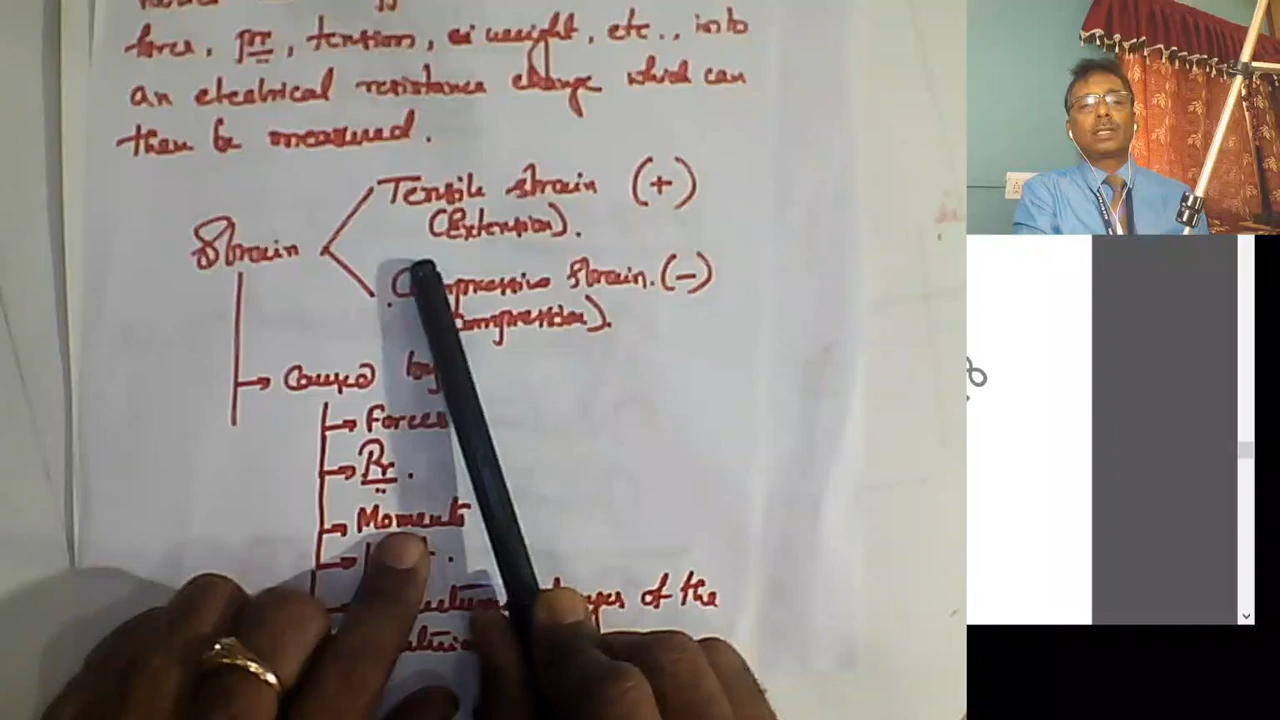 force, pr, tension, weight, etc., into
an electrical resistance change which can
then be measured.
Strain
Tensile strain (+)
(Extension).
Compressive strain. (-)
(Compression).
Caused by
Forces
Pr.
Moments
of the